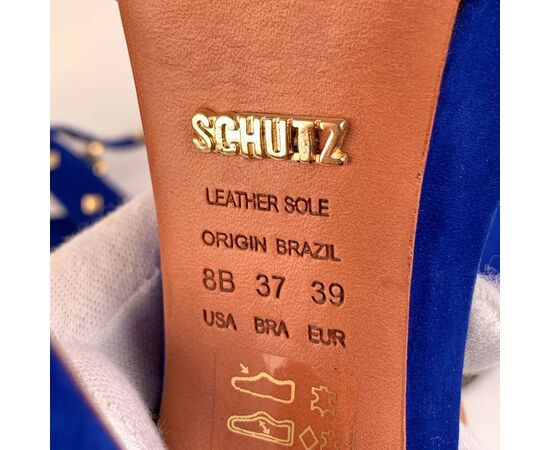 SCHUTZ
LEATHER SOLE
ORIGIN BRAZIL
8B 37 39
USA BRA EUR